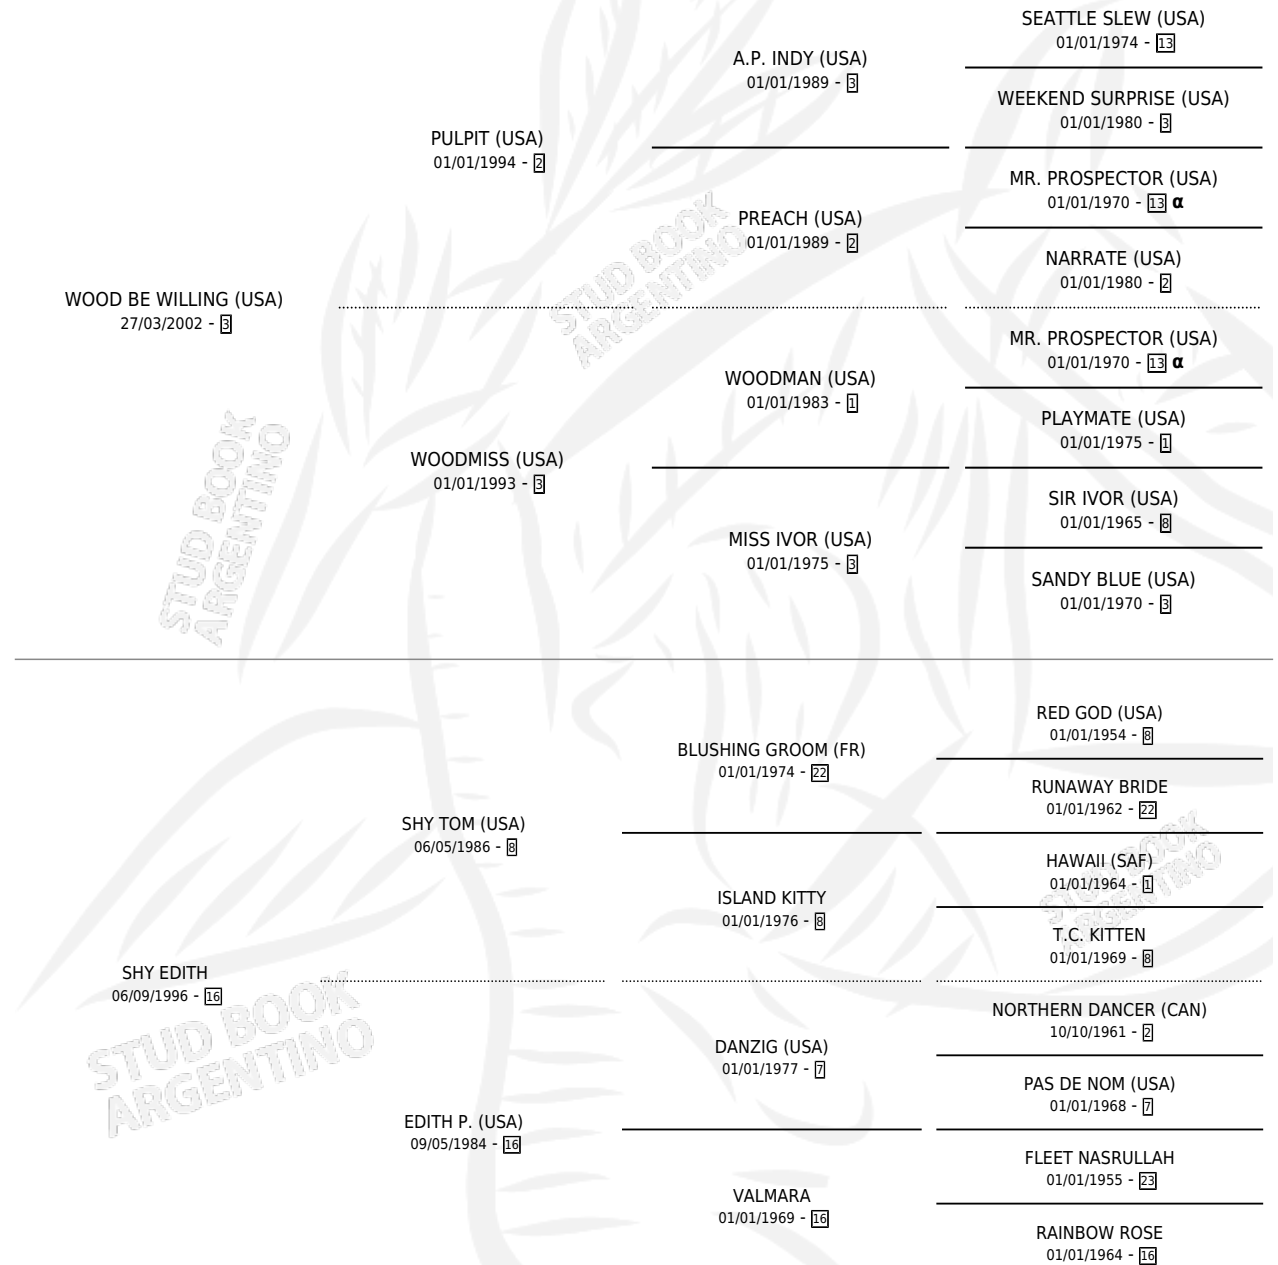 SEATTLE SLEW (USA)
01/01/1974 - 13
A.P. INDY (USA)
01/01/1989 - 3
WEEKEND SURPRISE (USA)
01/01/1980 - 3
PULPIT (USA)
01/01/1994 - 2
MR. PROSPECTOR (USA)
01/01/1970 - 13 α
PREACH (USA)
01/01/1989 - 2
NARRATE (USA)
01/01/1980 - 2
WOOD BE WILLING (USA)
27/03/2002 - 3
MR. PROSPECTOR (USA)
01/01/1970 - 13 α
WOODMAN (USA)
01/01/1983 - 1
PLAYMATE (USA)
01/01/1975 - 1
WOODMISS (USA)
01/01/1993 - 3
SIR IVOR (USA)
01/01/1965 - 8
MISS IVOR (USA)
01/01/1975 - 3
SANDY BLUE (USA)
01/01/1970 - 3
RED GOD (USA)
01/01/1954 - 8
BLUSHING GROOM (FR)
01/01/1974 - 22
RUNAWAY BRIDE
01/01/1962 - 22
SHY TOM (USA)
06/05/1986 - 8
HAWAII (SAF)
01/01/1964 - 1
ISLAND KITTY
01/01/1976 - 8
T.C. KITTEN
01/01/1969 - 8
SHY EDITH
06/09/1996 - 16
NORTHERN DANCER (CAN)
10/10/1961 - 2
DANZIG (USA)
01/01/1977 - 7
PAS DE NOM (USA)
01/01/1968 - 7
EDITH P. (USA)
09/05/1984 - 16
FLEET NASRULLAH
01/01/1955 - 23
VALMARA
01/01/1969 - 16
RAINBOW ROSE
01/01/1964 - 16
STUD BOOK
ARGENTINO
STUD BOOK
ARGENTINO
STUD BOOK
ARGENTINO
STUD BOOK
ARGENTINO